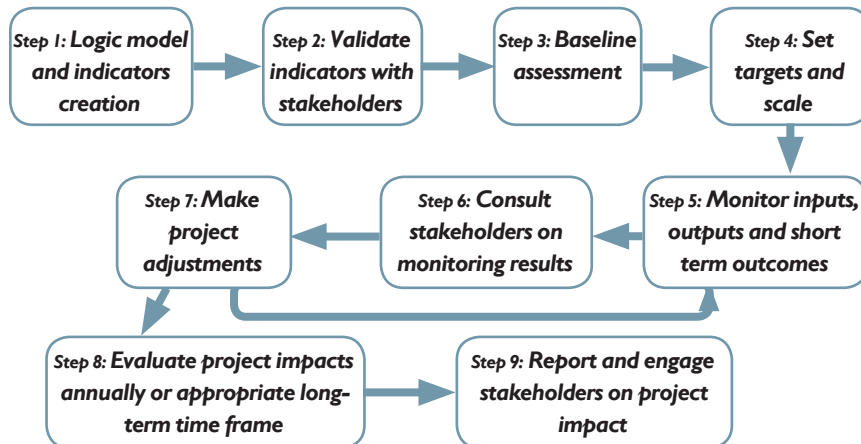 Step 1: Logic model
and indicators
creation
Step 2: Validate
indicators with
stakeholders
Step 3: Baseline
assessment
Step 4: Set
targets and
scale
Step 5: Monitor inputs,
outputs and short
term outcomes
Step 6: Consult
stakeholders on
monitoring results
Step 7: Make
project
adjustments
Step 8: Evaluate project impacts
annually or appropriate long-
term time frame
Step 9: Report and engage
stakeholders on project
impact